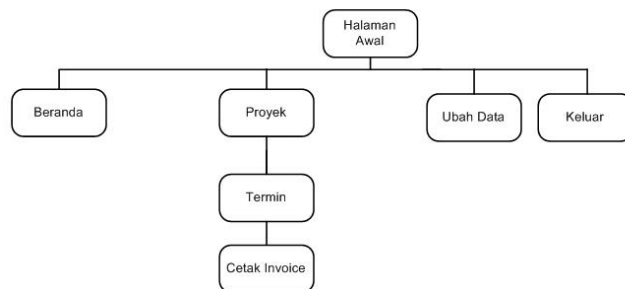 Halaman
Awal
Beranda
Proyek
Ubah Data
Keluar
Termin
Cetak Invoice